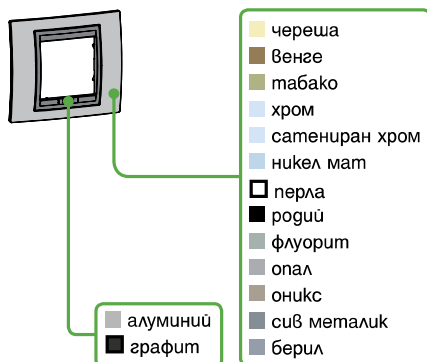 череша
венге
табако
хром
сатениран хром
никел мат
перла
родий
флуорит
опал
оникс
сив металик
берил
алуминий
графит